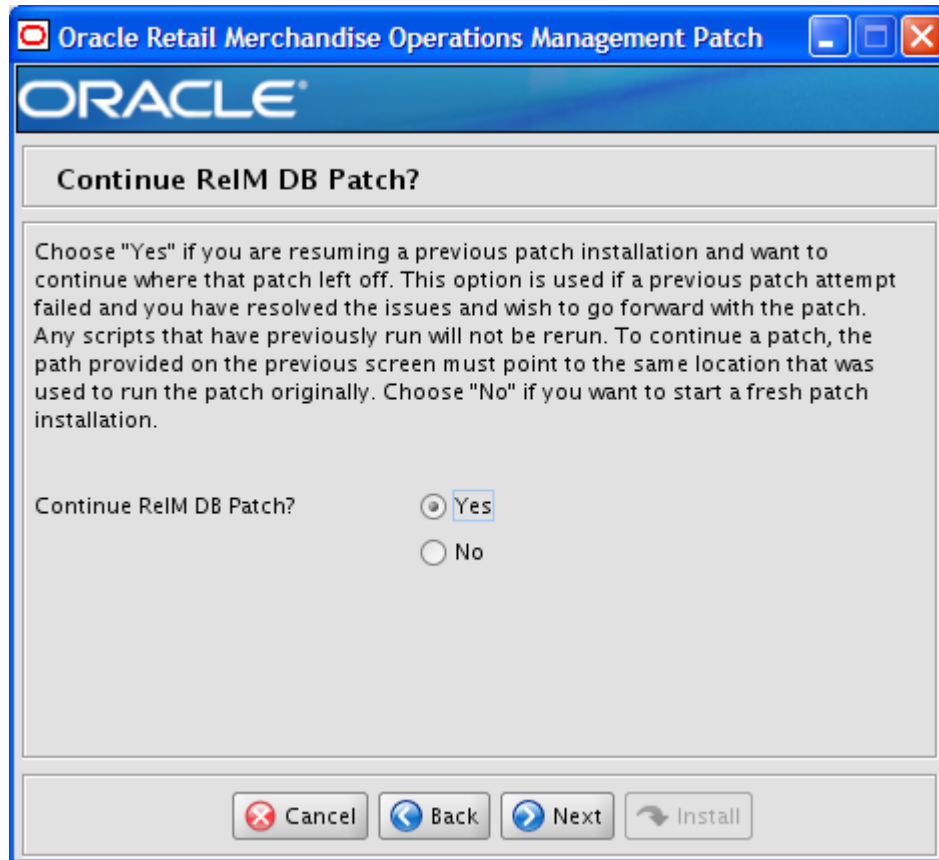 Oracle Retail Merchandise Operations Management Patch
ORACLE®
Continue ReIM DB Patch?
Choose "Yes" if you are resuming a previous patch installation and want to
continue where that patch left off. This option is used if a previous patch attempt
failed and you have resolved the issues and wish to go forward with the patch.
Any scripts that have previously run will not be rerun. To continue a patch, the
path provided on the previous screen must point to the same location that was
used to run the patch originally. Choose "No" if you want to start a fresh patch
installation.
Continue ReIM DB Patch?
Yes
No
Cancel
Back
Next
Install